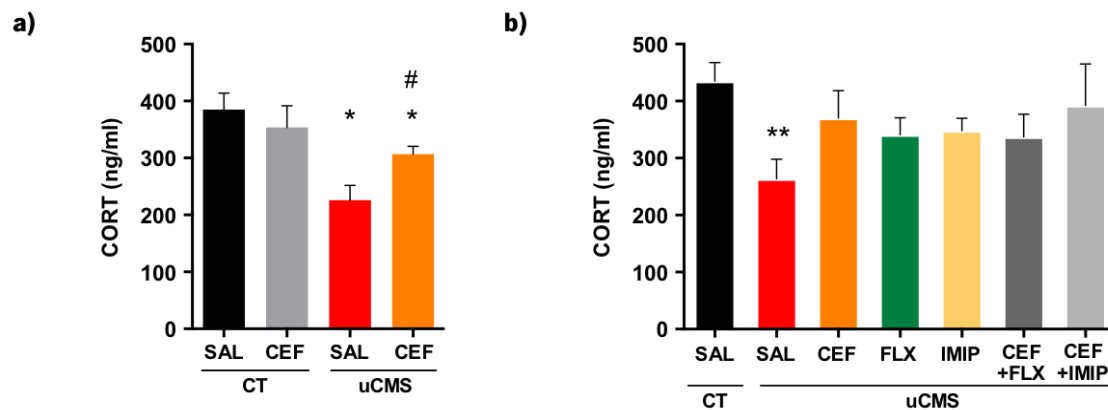 a)
CORT (ng/ml)
500
400
300
200
100
0
*
#
*
SAL CEF SAL CEF
CT uCMS
b)
CORT (ng/ml)
500
400
300
200
100
0
**
SAL SAL CEF FLX IMIP CEF CEF
+FLX +IMIP
CT uCMS